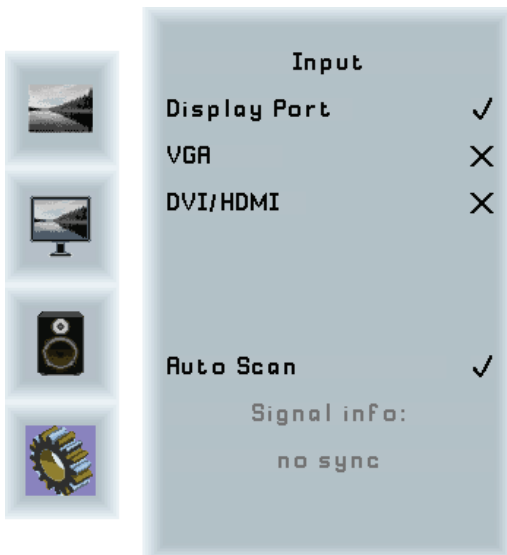 Input
Display Port ✓
VGA ✕
DVI/HDMI ✕
Auto Scan ✓
Signal info:
no sync